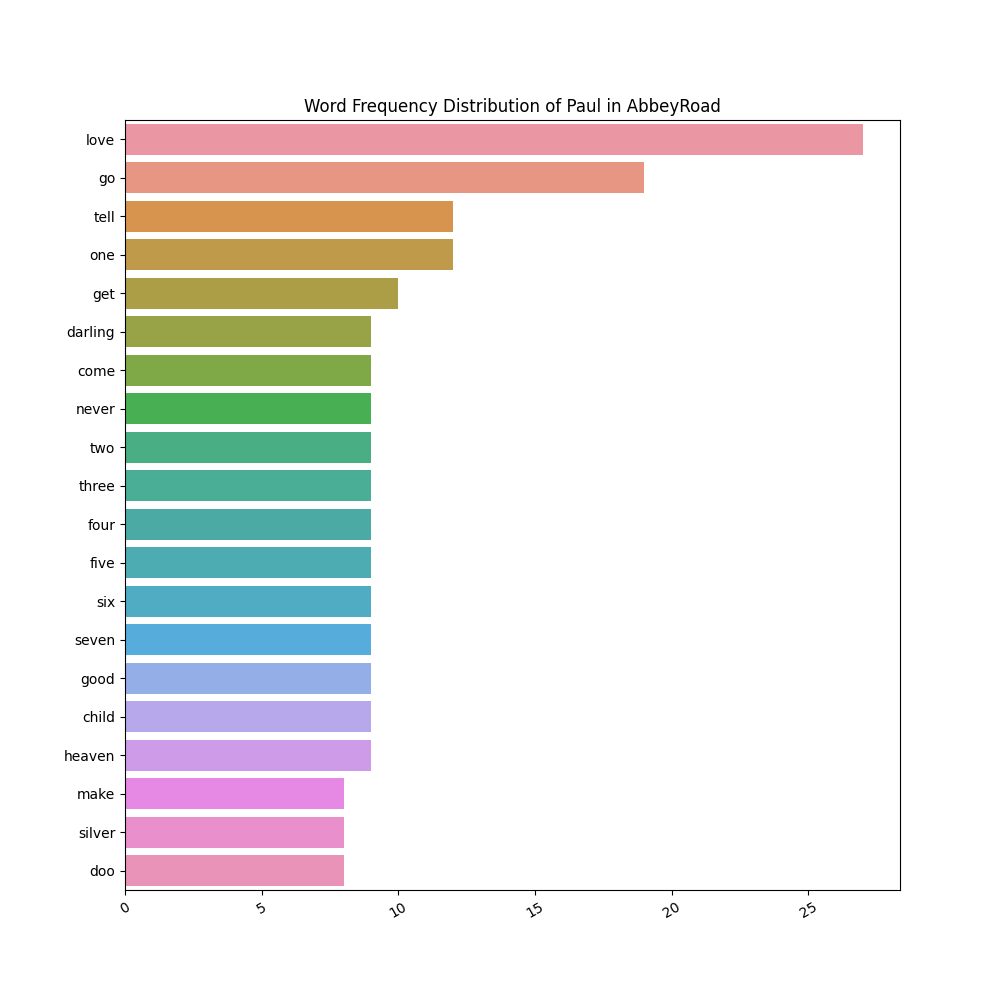 Word Frequency Distribution of Paul in AbbeyRoad
love
go
tell
one
get
darling
come
never
two
three
four
five
six
seven
good
child
heaven
make
silver
doo
0 5 10 15 20 25